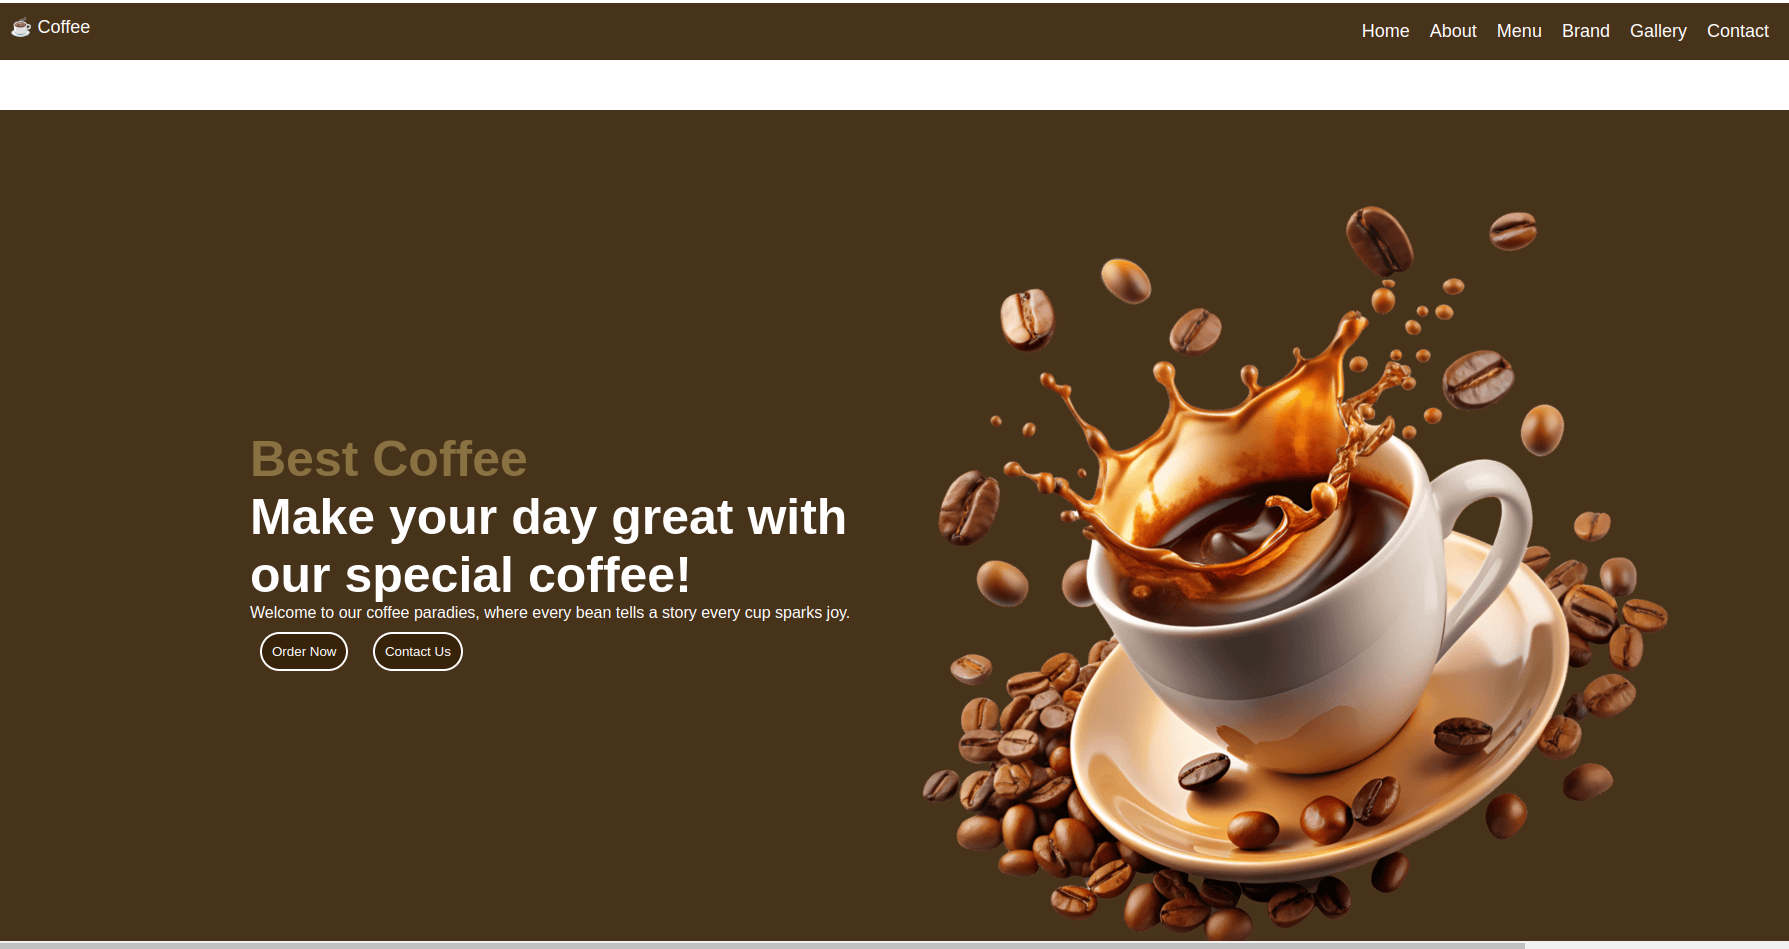 ☕ Coffee
Home About Menu Brand Gallery Contact
Best Coffee
Make your day great with
our special coffee!
Welcome to our coffee paradies, where every bean tells a story every cup sparks joy.
Order Now Contact Us